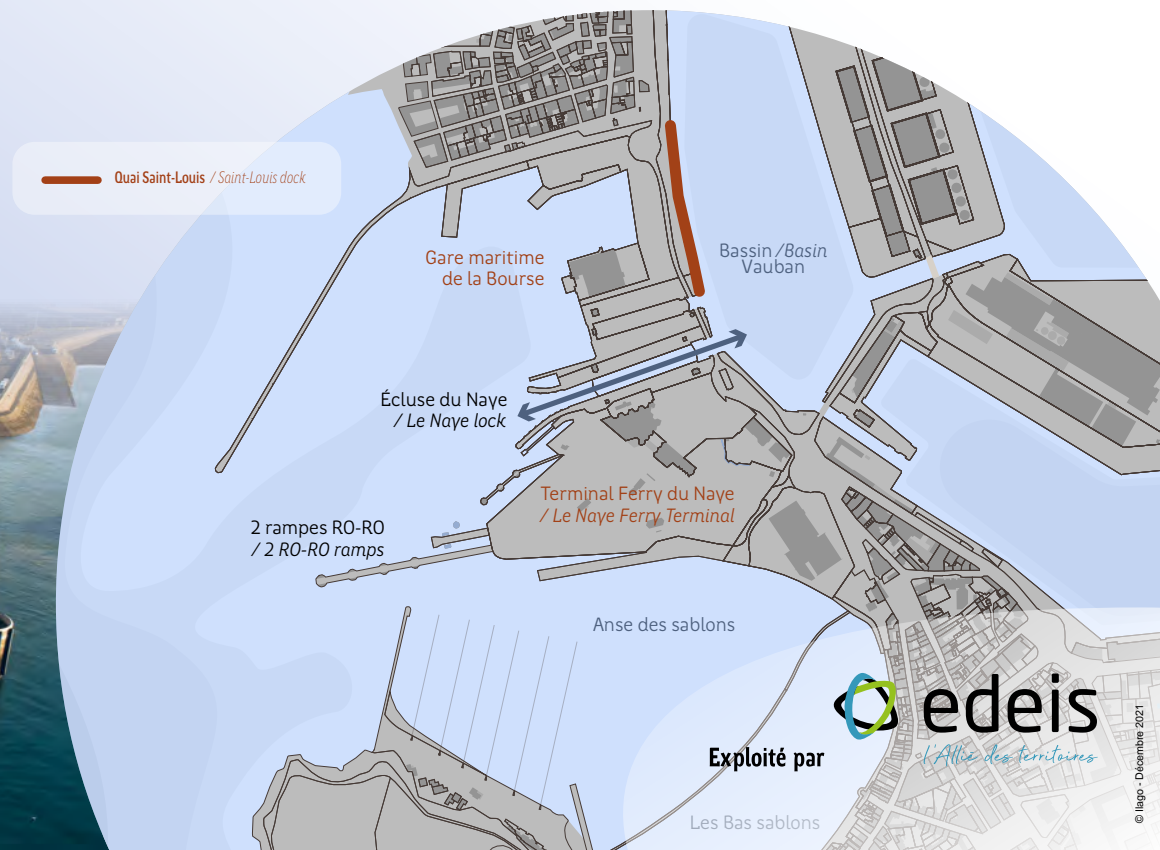 Quai Saint-Louis / Saint-Louis dock
Gare maritime
de la Bourse
Bassin /Basin
Vauban
Écluse du Naye
/ Le Naye lock
Terminal Ferry du Naye
/ Le Naye Ferry Terminal
2 rampes RO-RO
/ 2 RO-RO ramps
Anse des sablons
edeis
l'Allié des territoires
Exploité par
Les Bas sablons
© Ilago - Décembre 2021